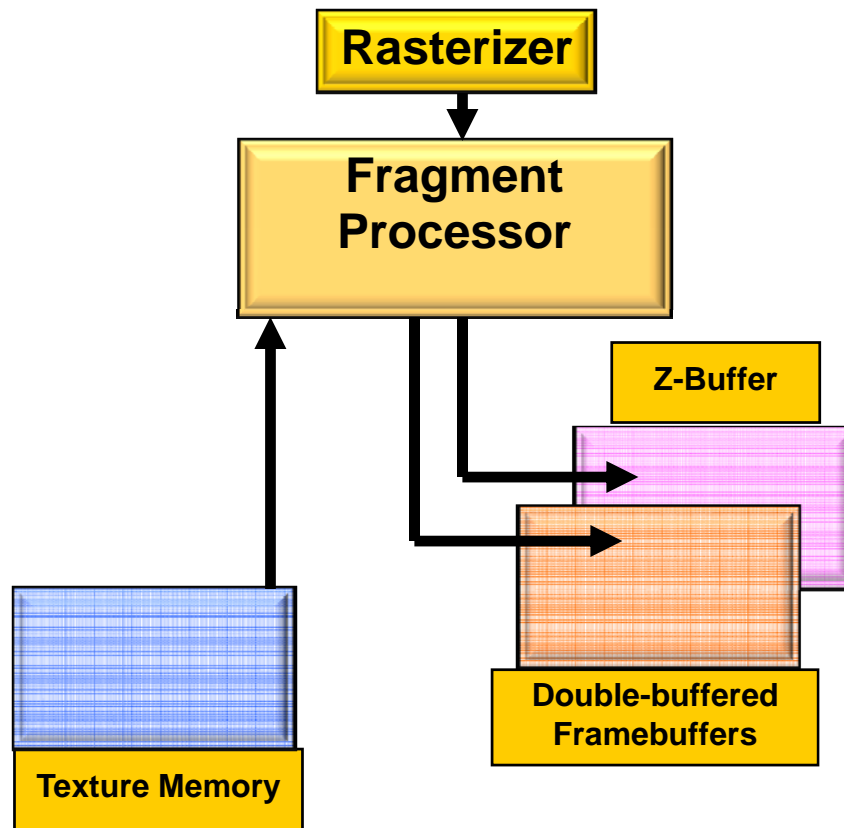 Rasterizer
Fragment
Processor
Z-Buffer
Double-buffered
Framebuffers
Texture Memory